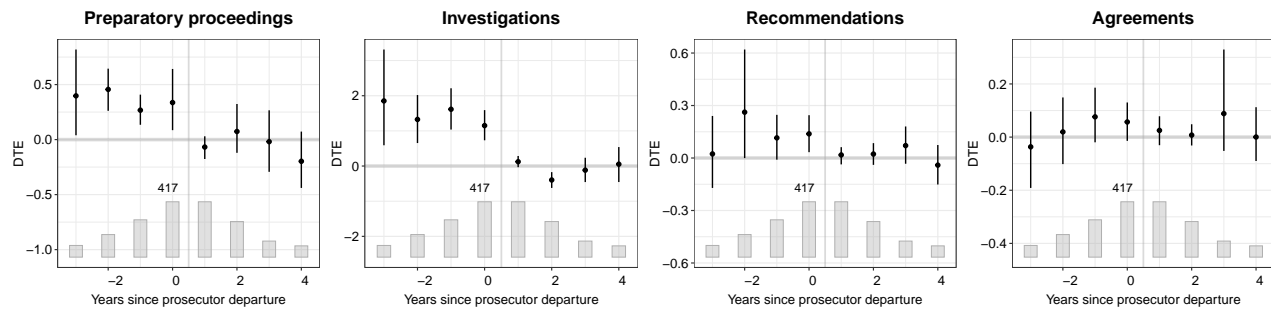 Preparatory proceedings
0.5
0.0
−0.5
−1.0
DTE
417
−2 0 2 4
Years since prosecutor departure
Investigations
2
0
−2
DTE
417
−2 0 2 4
Years since prosecutor departure
Recommendations
0.6
0.3
0.0
−0.3
−0.6
DTE
417
−2 0 2 4
Years since prosecutor departure
Agreements
0.2
0.0
−0.2
−0.4
DTE
417
−2 0 2 4
Years since prosecutor departure